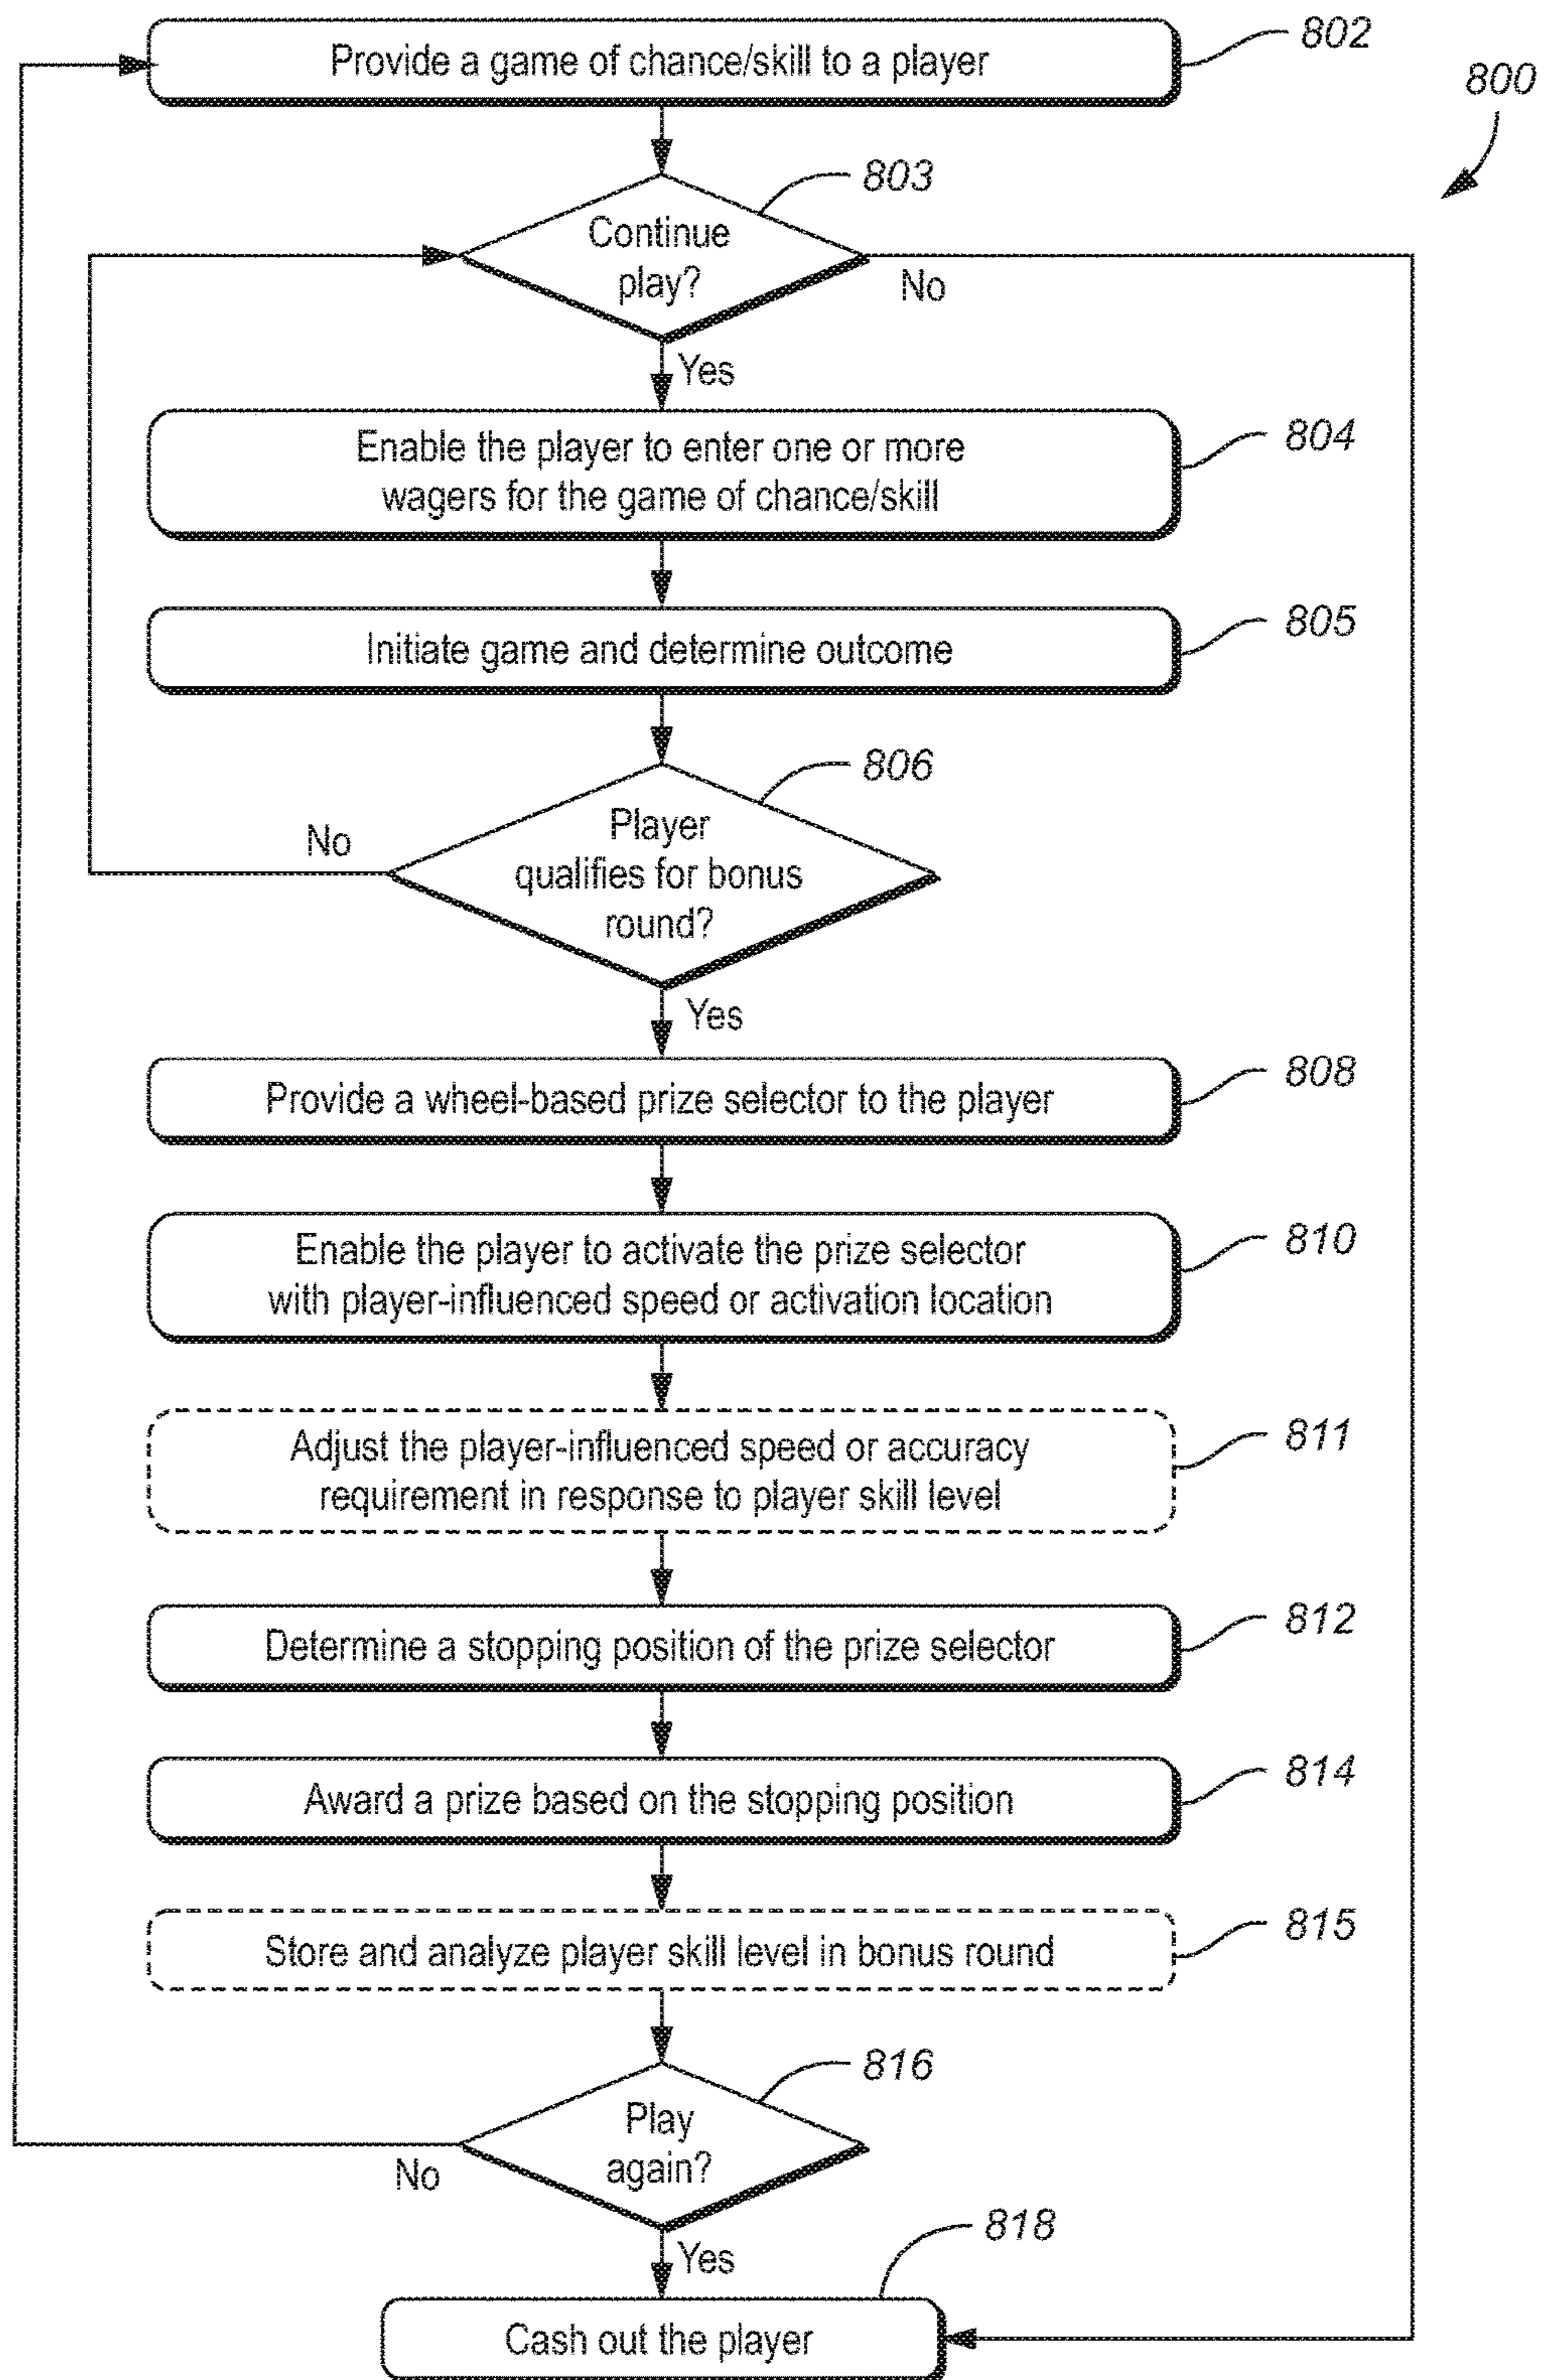 Provide a game of chance/skill to a player
802
800
803
Continue
play?
No
Yes
Enable the player to enter one or more
wagers for the game of chance/skill
804
Initiate game and determine outcome
805
806
Player
qualifies for bonus
round?
No
Yes
Provide a wheel-based prize selector to the player
808
Enable the player to activate the prize selector
with player-influenced speed or activation location
810
Adjust the player-influenced speed or accuracy
requirement in response to player skill level
811
Determine a stopping position of the prize selector
812
Award a prize based on the stopping position
814
Store and analyze player skill level in bonus round
815
816
Play
again?
No
Yes
818
Cash out the player